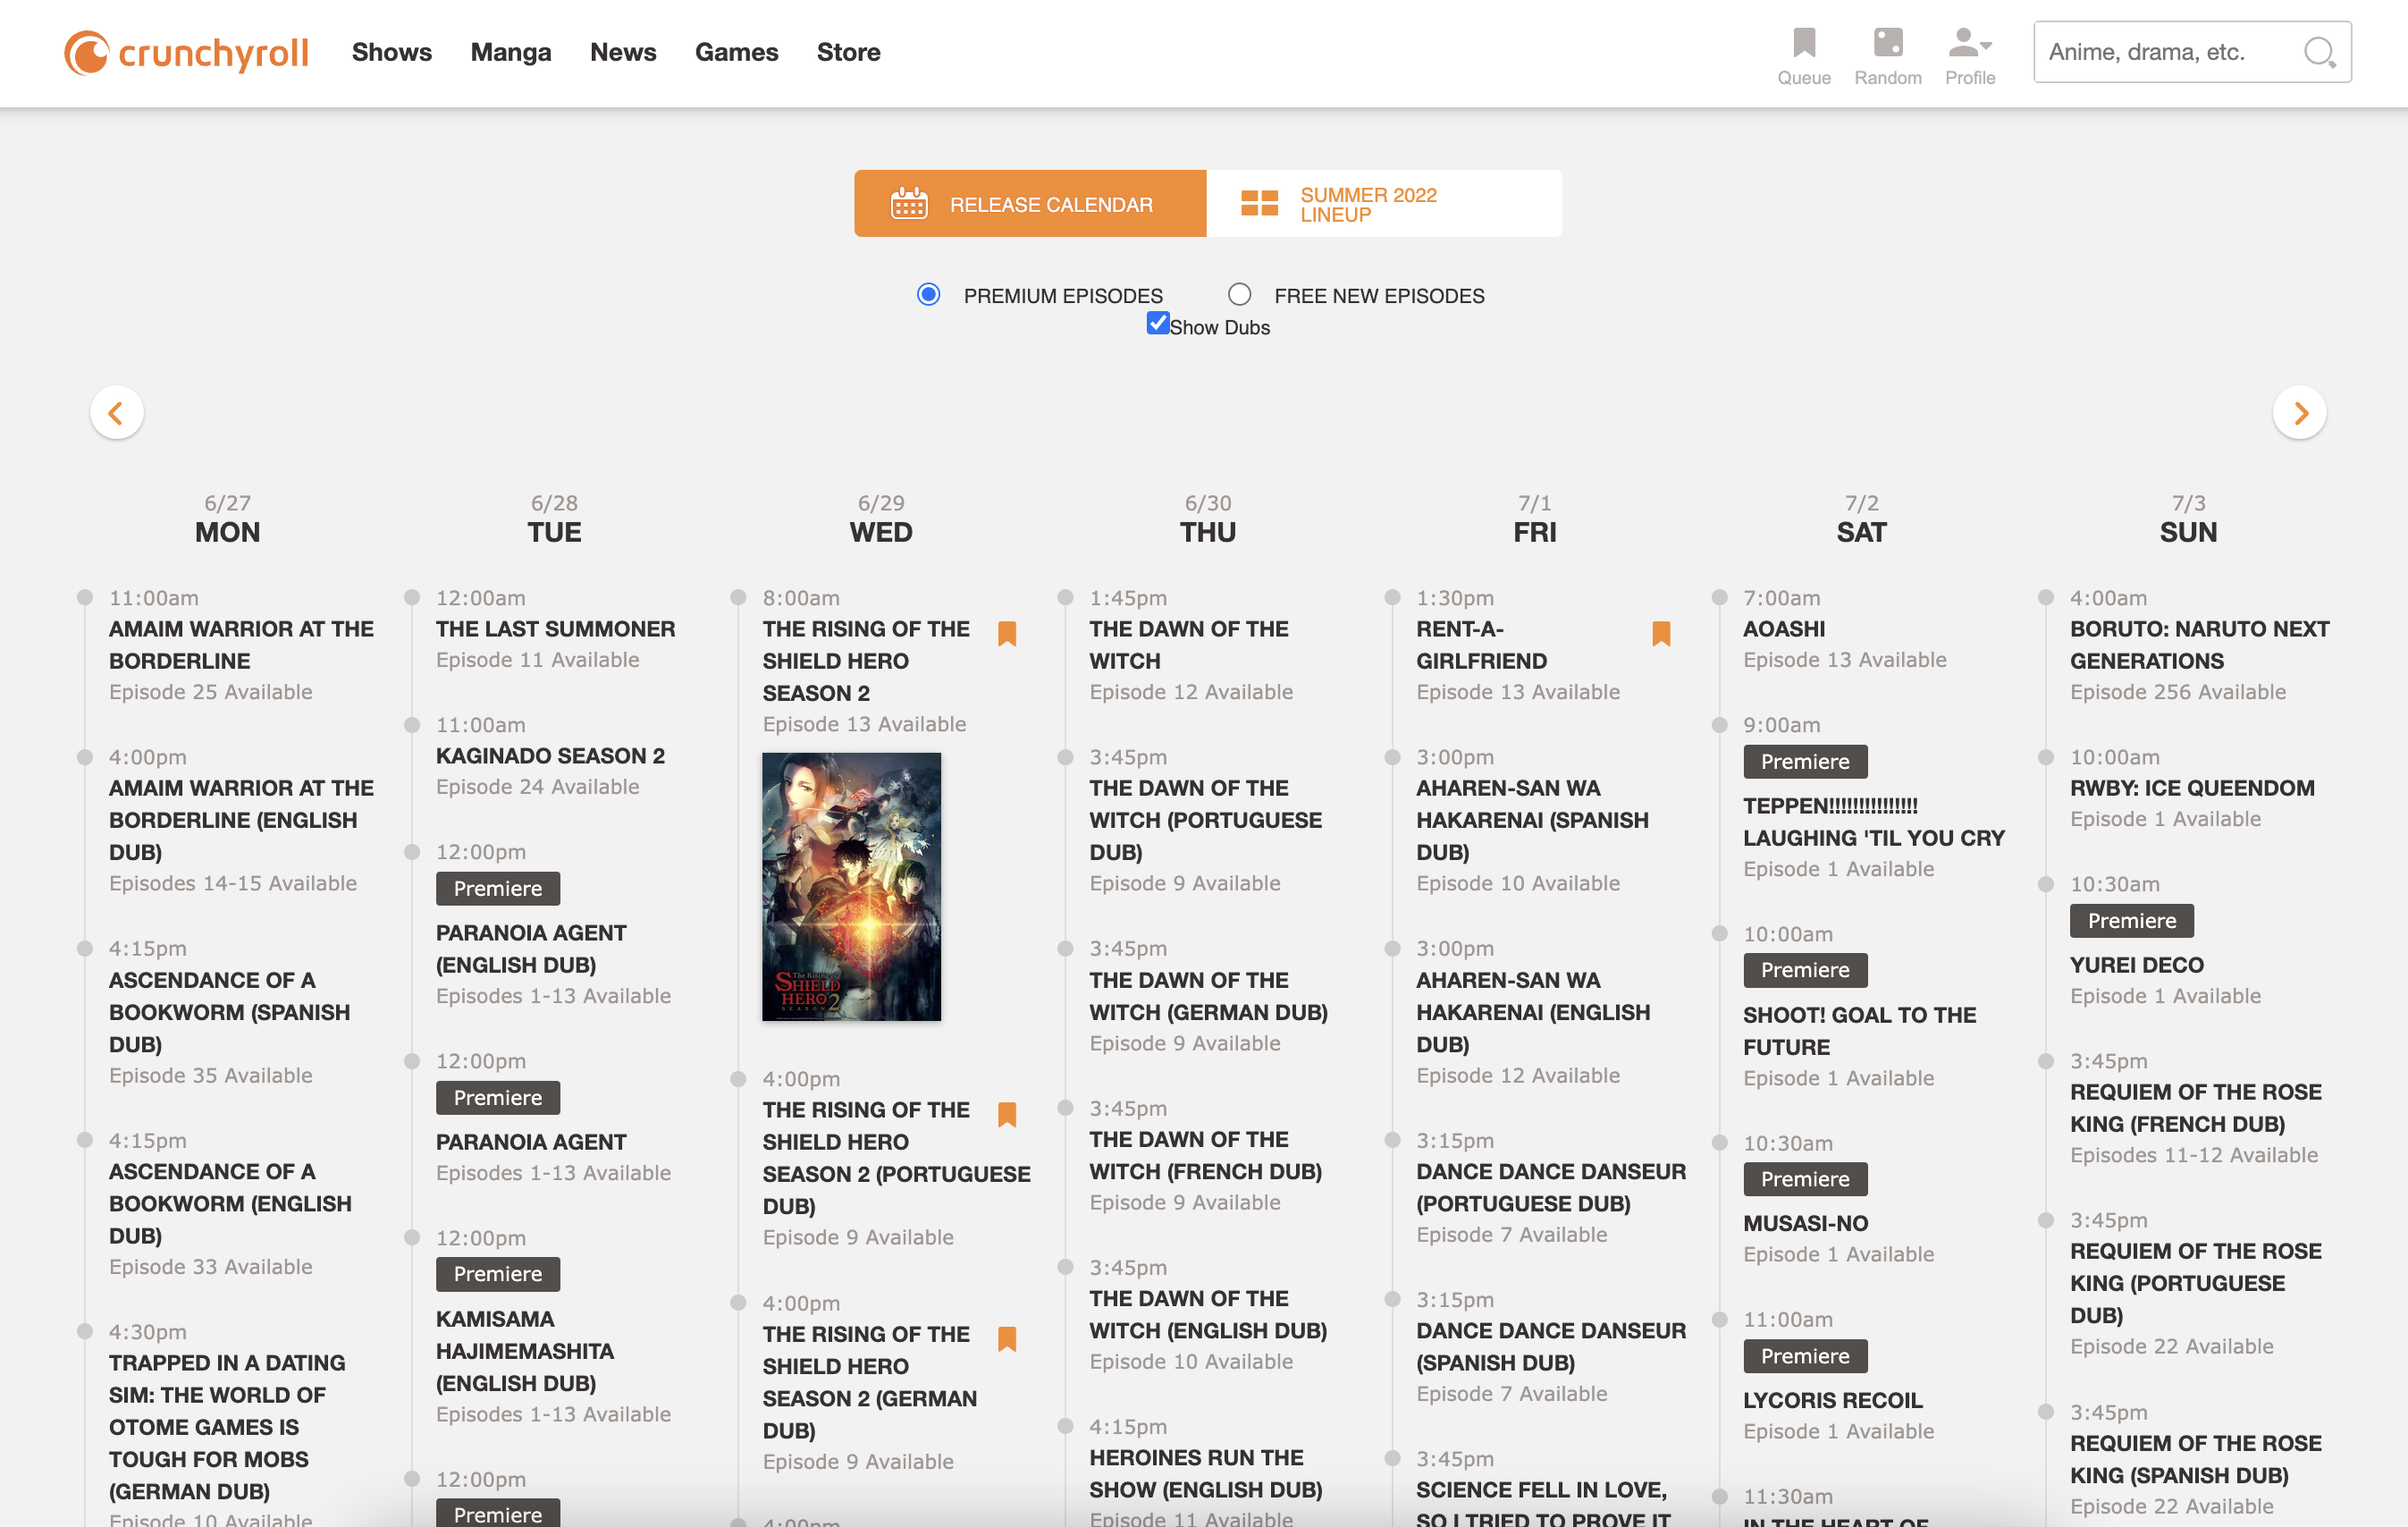 crunchyroll
Shows
Manga
News
Games
Store
Queue
Random
Profile
Anime, drama, etc.
RELEASE CALENDAR
SUMMER 2022
LINEUP
PREMIUM EPISODES
FREE NEW EPISODES
Show Dubs
6/27
MON
11:00am
AMAIM WARRIOR AT THE
BORDERLINE
Episode 25 Available
4:00pm
AMAIM WARRIOR AT THE
BORDERLINE (ENGLISH
DUB)
Episodes 14-15 Available
4:15pm
ASCENDANCE OF A
BOOKWORM (SPANISH
DUB)
Episode 35 Available
4:15pm
ASCENDANCE OF A
BOOKWORM (ENGLISH
DUB)
Episode 33 Available
4:30pm
TRAPPED IN A DATING
SIM: THE WORLD OF
OTOME GAMES IS
TOUGH FOR MOBS
(GERMAN DUB)
Episode 10 Available
6/28
TUE
12:00am
THE LAST SUMMONER
Episode 11 Available
11:00am
KAGINADO SEASON 2
Episode 24 Available
12:00pm
Premiere
PARANOIA AGENT
(ENGLISH DUB)
Episodes 1-13 Available
12:00pm
Premiere
PARANOIA AGENT
Episodes 1-13 Available
12:00pm
Premiere
KAMISAMA
HAJIMEMASHITA
(ENGLISH DUB)
Episodes 1-13 Available
12:00pm
Premiere
6/29
WED
8:00am
THE RISING OF THE
SHIELD HERO
SEASON 2
Episode 13 Available
The Rising of
SHIELD
HERO 2
SEASON
4:00pm
THE RISING OF THE
SHIELD HERO
SEASON 2 (PORTUGUESE
DUB)
Episode 9 Available
4:00pm
THE RISING OF THE
SHIELD HERO
SEASON 2 (GERMAN
DUB)
Episode 9 Available
4:00pm
6/30
THU
1:45pm
THE DAWN OF THE
WITCH
Episode 12 Available
3:45pm
THE DAWN OF THE
WITCH (PORTUGUESE
DUB)
Episode 9 Available
3:45pm
THE DAWN OF THE
WITCH (GERMAN DUB)
Episode 9 Available
3:45pm
THE DAWN OF THE
WITCH (FRENCH DUB)
Episode 9 Available
3:45pm
THE DAWN OF THE
WITCH (ENGLISH DUB)
Episode 10 Available
4:15pm
HEROINES RUN THE
SHOW (ENGLISH DUB)
Episode 11 Available
7/1
FRI
1:30pm
RENT-A-
GIRLFRIEND
Episode 13 Available
3:00pm
AHAREN-SAN WA
HAKARENAI (SPANISH
DUB)
Episode 10 Available
3:00pm
AHAREN-SAN WA
HAKARENAI (ENGLISH
DUB)
Episode 12 Available
3:15pm
DANCE DANCE DANSEUR
(PORTUGUESE DUB)
Episode 7 Available
3:15pm
DANCE DANCE DANSEUR
(SPANISH DUB)
Episode 7 Available
3:45pm
SCIENCE FELL IN LOVE,
SO I TRIED TO PROVE IT
7/2
SAT
7:00am
AOASHI
Episode 13 Available
9:00am
Premiere
TEPPEN!!!!!!!!!!!!!!!
LAUGHING 'TIL YOU CRY
Episode 1 Available
10:00am
Premiere
SHOOT! GOAL TO THE
FUTURE
Episode 1 Available
10:30am
Premiere
MUSASI-NO
Episode 1 Available
11:00am
Premiere
LYCORIS RECOIL
Episode 1 Available
11:30am
IN THE HEART OF
7/3
SUN
4:00am
BORUTO: NARUTO NEXT
GENERATIONS
Episode 256 Available
10:00am
RWBY: ICE QUEENDOM
Episode 1 Available
10:30am
Premiere
YUREI DECO
Episode 1 Available
3:45pm
REQUIEM OF THE ROSE
KING (FRENCH DUB)
Episodes 11-12 Available
3:45pm
REQUIEM OF THE ROSE
KING (PORTUGUESE
DUB)
Episode 22 Available
3:45pm
REQUIEM OF THE ROSE
KING (SPANISH DUB)
Episode 22 Available